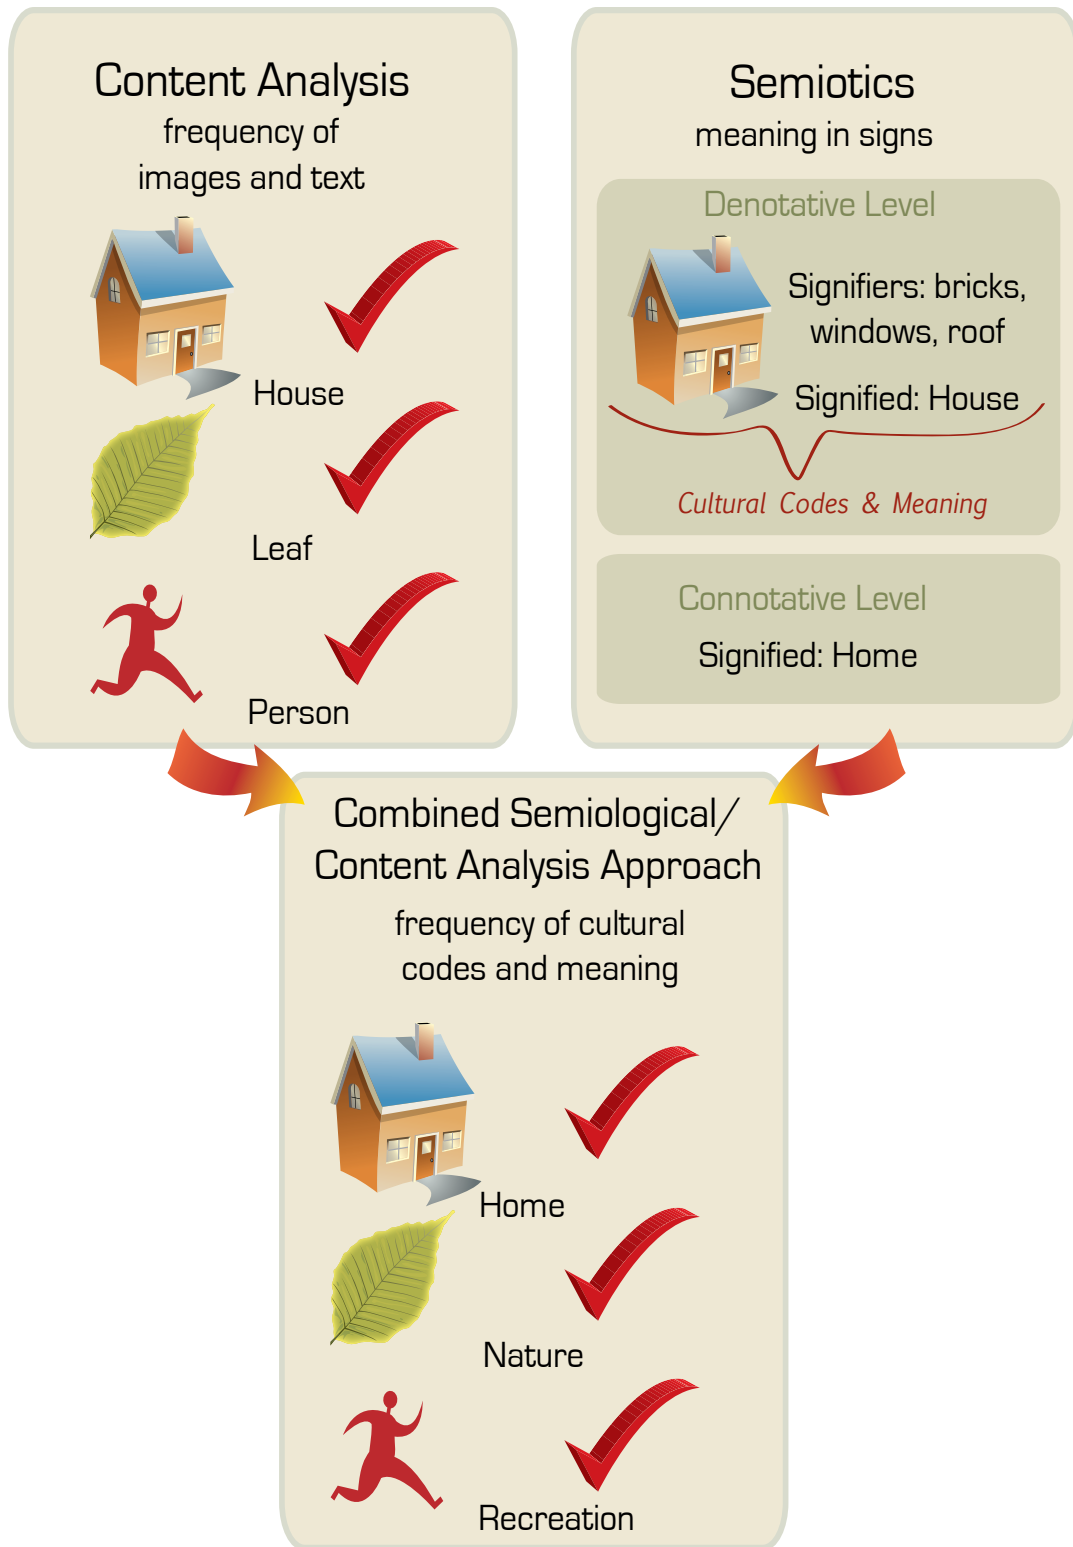 Content Analysis
frequency of
images and text
House
Leaf
Person
Semiotics
meaning in signs
Denotative Level
Signifiers: bricks,
windows, roof
Signified: House
Cultural Codes & Meaning
Connotative Level
Signified: Home
Combined Semiological/
Content Analysis Approach
frequency of cultural
codes and meaning
Home
Nature
Recreation